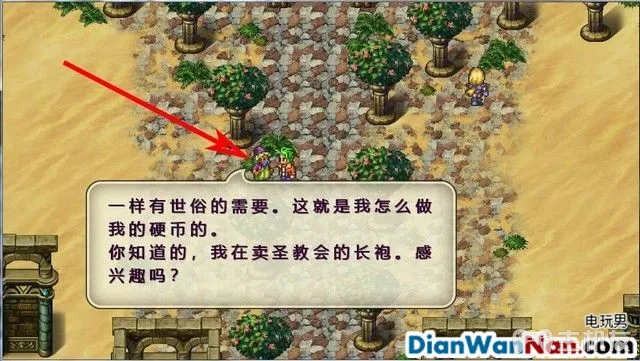 一样有世俗的需要。这就是我怎么做
我的硬币的。
你知道的，我在卖圣教会的长袍。感
兴趣吗？
电玩男
DianWanNan.com